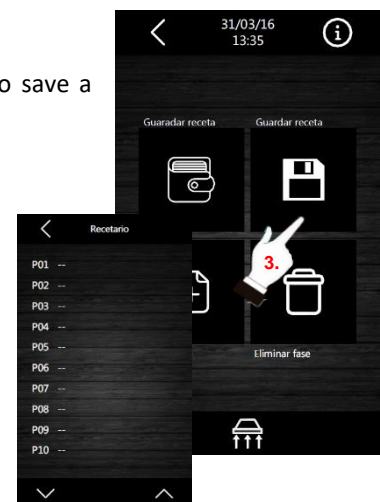 31/03/16
13:35
o save a
Guaradar receta
Guardar receta
3.
Eliminar fase
Recetario
P01 --
P02 --
P03 --
P04 --
P05 --
P06 --
P07 --
P08 --
P09 --
P10 --